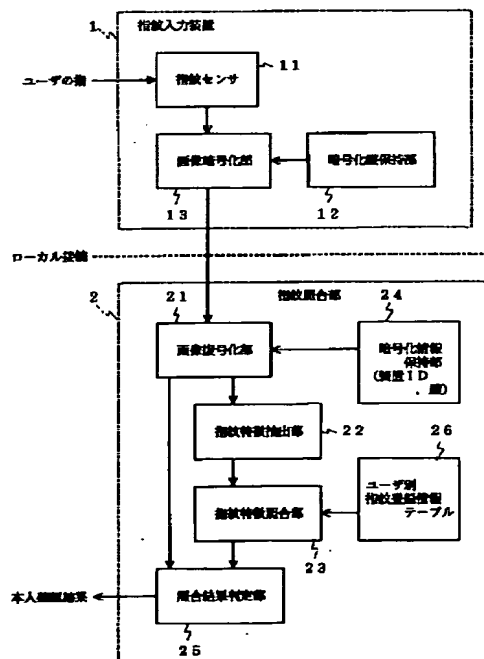 1
指紋入力装置
ユーザの指
指紋センサ
11
画像暗号化部
13
暗号化鍵保持部
12
ローカル接続
2
指紋照合部
21
画像復号化部
24
暗号化情報
保持部
(装置ID
、鍵)
指紋特徴抽出部
22
26
ユーザ別
指紋登録情報
テーブル
指紋特徴照合部
23
本人確認結果
照合結果判定部
25